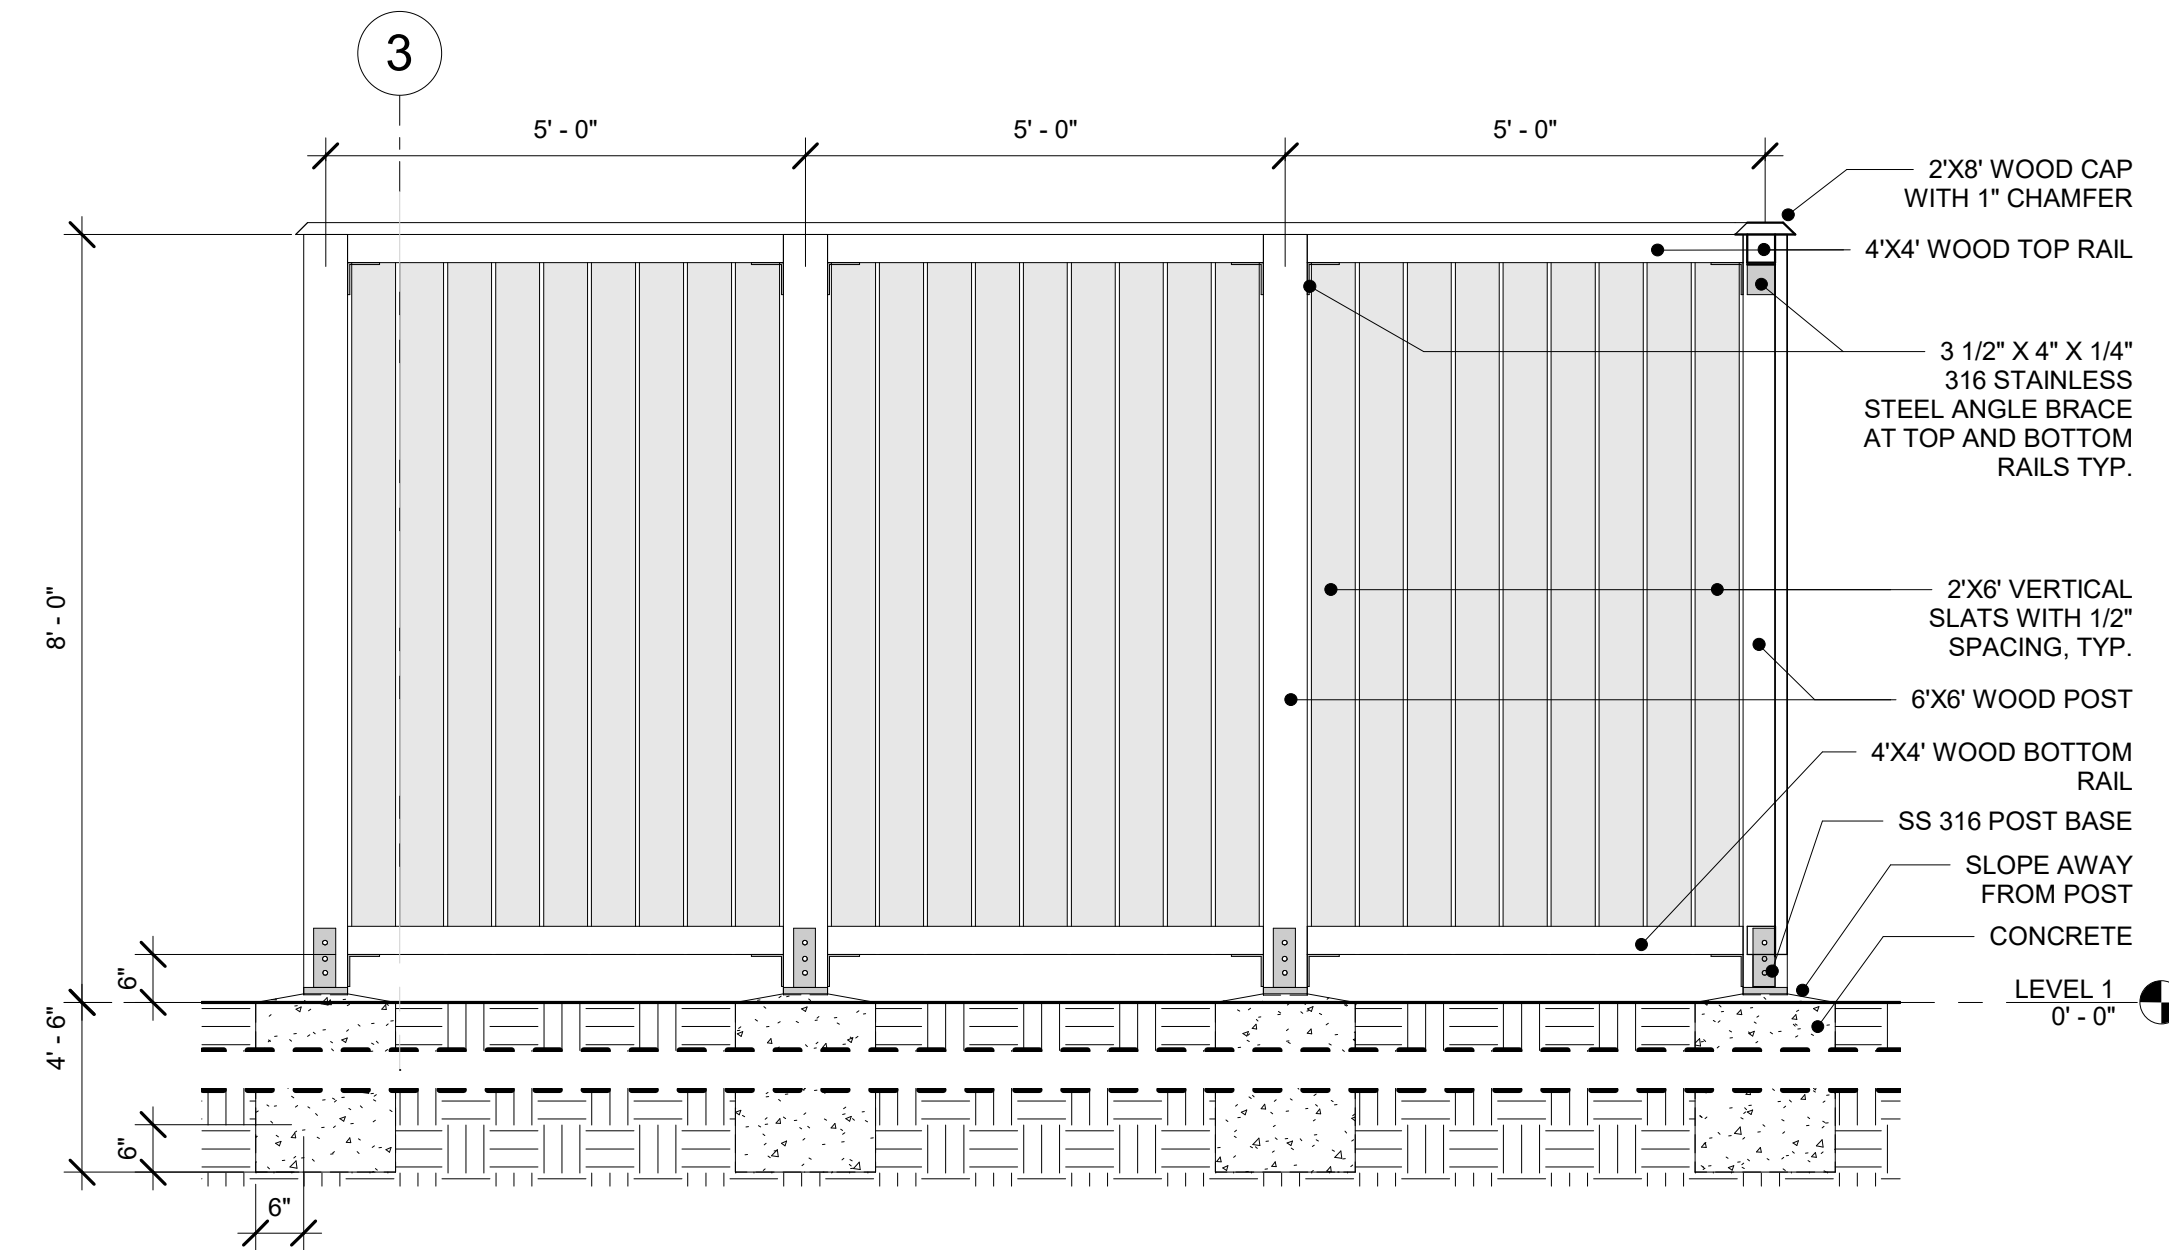 3
5' - 0"
5' - 0"
5' - 0"
2'X8' WOOD CAP
WITH 1" CHAMFER
4'X4' WOOD TOP RAIL
3 1/2" X 4" X 1/4"
316 STAINLESS
STEEL ANGLE BRACE
AT TOP AND BOTTOM
RAILS TYP.
8' - 0"
2'X6' VERTICAL
SLATS WITH 1/2"
SPACING, TYP.
6'X6' WOOD POST
4'X4' WOOD BOTTOM
RAIL
SS 316 POST BASE
SLOPE AWAY
FROM POST
CONCRETE
6"
LEVEL 1
0' - 0"
4' - 6"
6"
6"